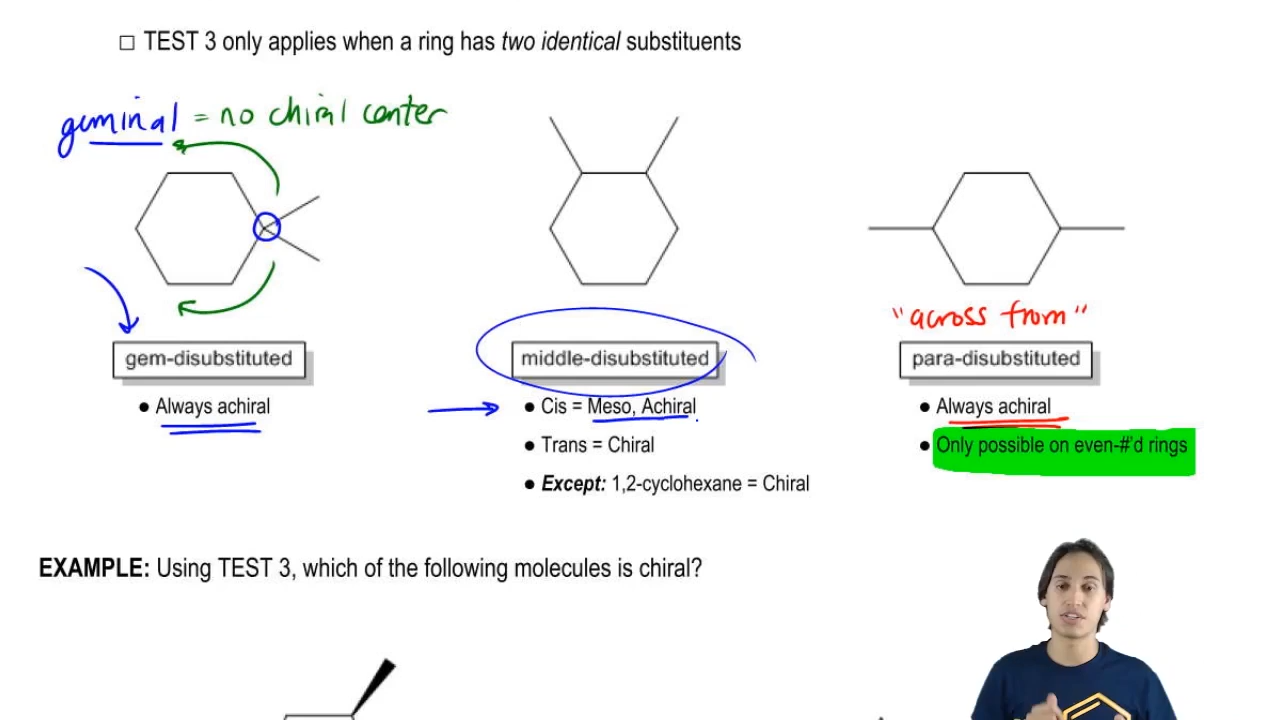 □ TEST 3 only applies when a ring has two identical substituents
geminal = no chiral center
"across from"
gem-disubstituted
middle-disubstituted
para-disubstituted
● Always achiral
● Cis = Meso, Achiral
● Always achiral
● Trans = Chiral
● Only possible on even-#'d rings
● Except: 1,2-cyclohexane = Chiral
EXAMPLE: Using TEST 3, which of the following molecules is chiral?